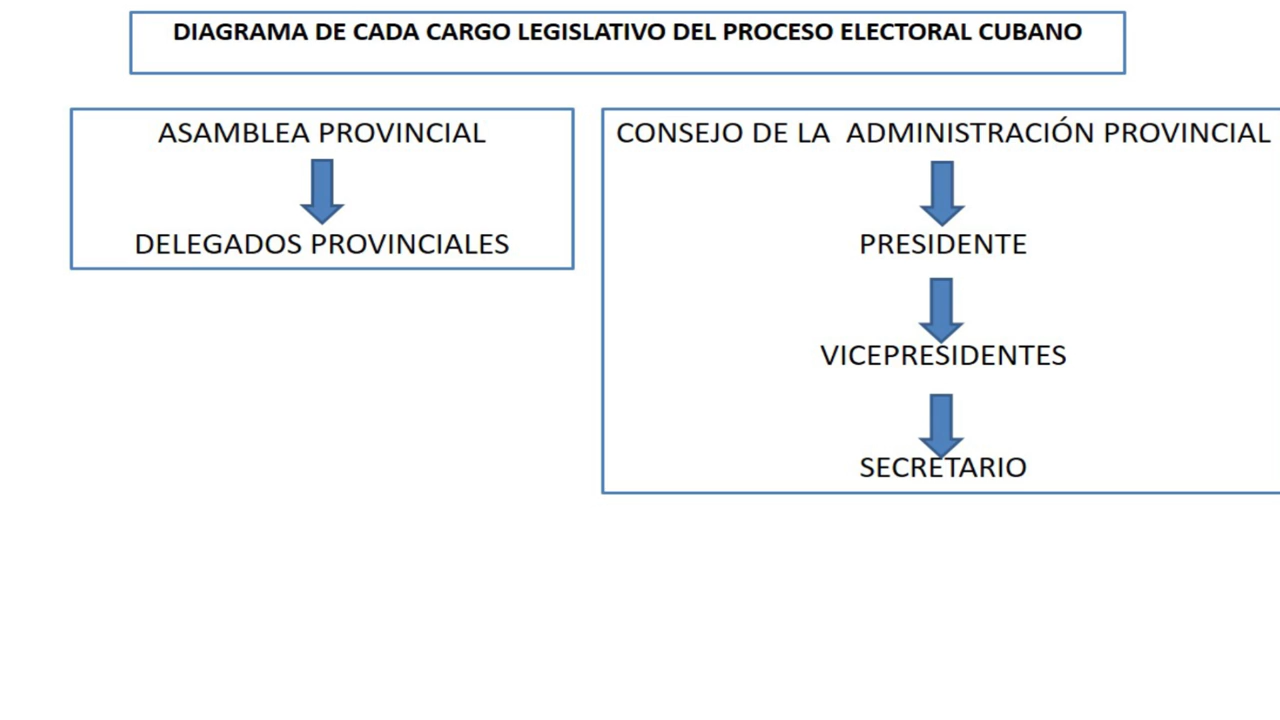 DIAGRAMA DE CADA CARGO LEGISLATIVO DEL PROCESO ELECTORAL CUBANO
ASAMBLEA PROVINCIAL
DELEGADOS PROVINCIALES
CONSEJO DE LA ADMINISTRACIÓN PROVINCIAL
PRESIDENTE
VICEPRESIDENTES
SECRETARIO